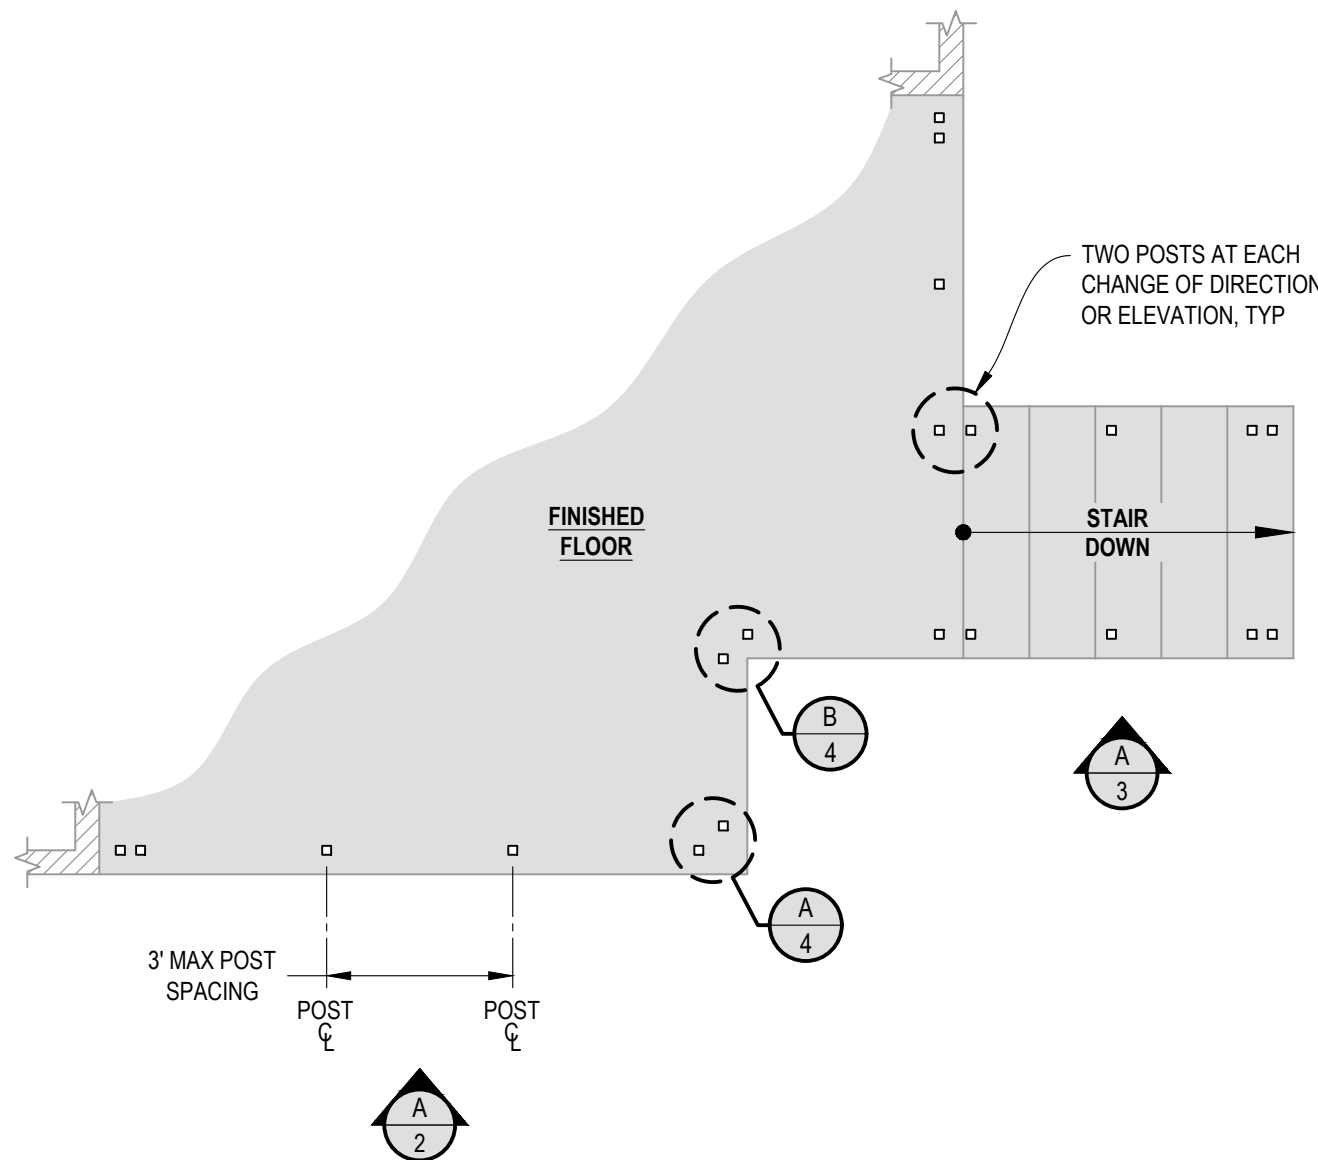 TWO POSTS AT EACH
CHANGE OF DIRECTION
OR ELEVATION, TYP
FINISHED
FLOOR
STAIR
DOWN
B
4
A
3
A
4
3' MAX POST
SPACING
POST
℄
POST
℄
A
2